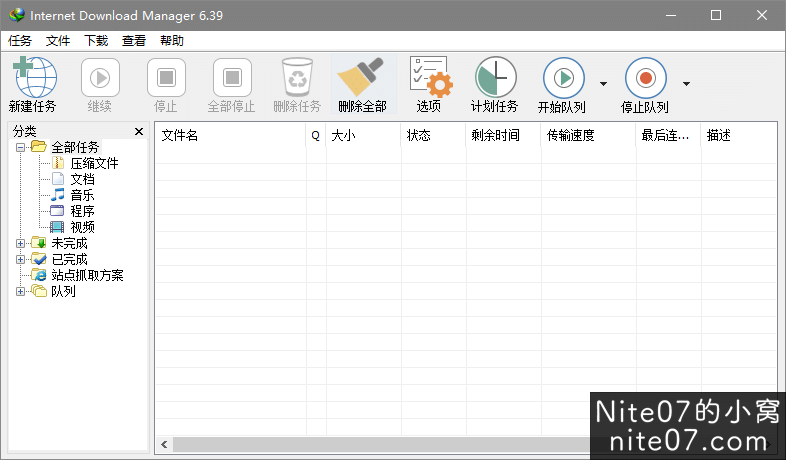 Internet Download Manager 6.39
任务 文件 下载 查看 帮助
新建任务 继续 停止 全部停止 删除任务 删除全部 选项 计划任务 开始队列 停止队列
分类
文件名 Q 大小 状态 剩余时间 传输速度 最后连... 描述
全部任务
压缩文件
文档
音乐
程序
视频
未完成
已完成
站点抓取方案
队列
Nite07的小窝
nite07.com